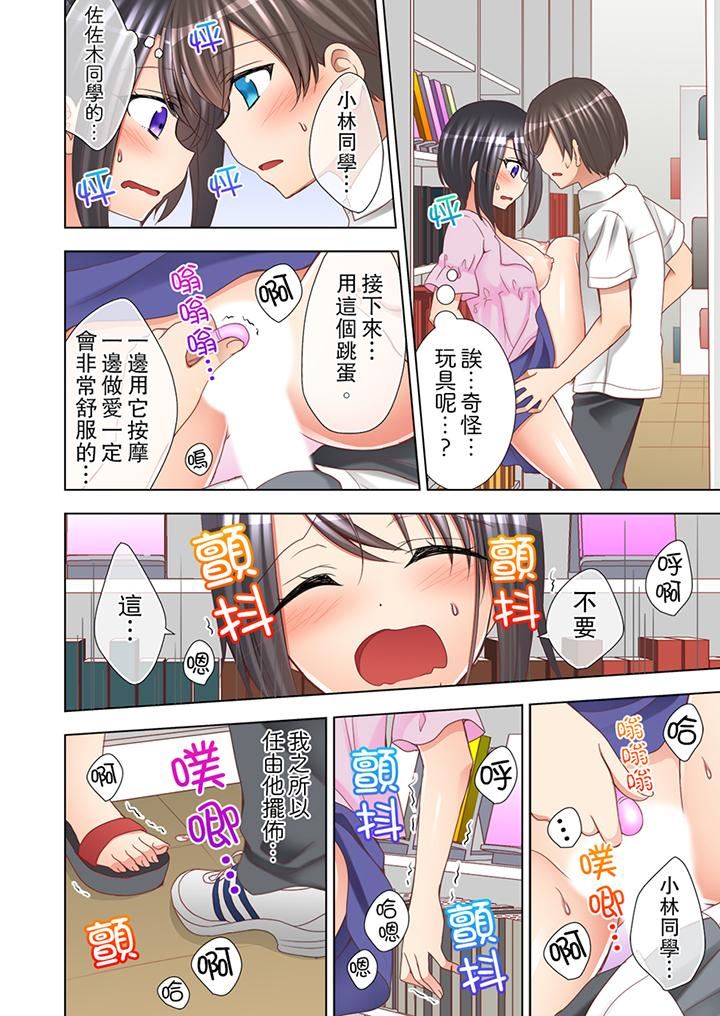 誒…奇怪…
玩具呢…?
怦
小林同學…
怦
怦
怦
佐佐木同學的…
接下來…
用這個跳蛋。
啊
嗡嗡嗡…
一邊用它按摩
一邊做愛一定
會非常舒服的…
嗚
呼啊
不要
顫抖
顫抖
嗯
這…
嗡嗡嗡
哈
…
噗唧…
小林同學…
啊
呼
顫抖
哈嗯
顫抖
我之所以
任由他擺佈…
噗唧…
啊
顫
啊
哈
啊